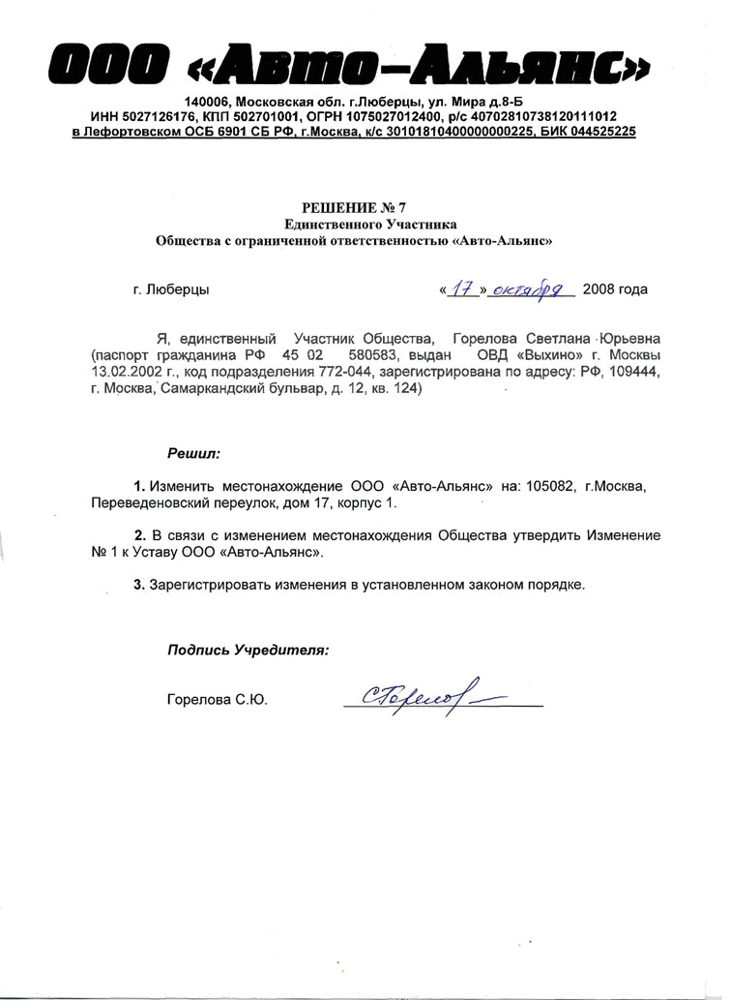 ООО «Авто-Альянс»
140006, Московская обл. г.Люберцы, ул. Мира д.8-Б
ИНН 5027126176, КПП 502701001, ОГРН 1075027012400, р/с 40702810738120111012
в Лефортовском ОСБ 6901 СБ РФ, г.Москва, к/с 30101810400000000225, БИК 044525225
РЕШЕНИЕ № 7
Единственного Участника
Общества с ограниченной ответственностью «Авто-Альянс»
г. Люберцы «17» октября 2008 года
Я, единственный Участник Общества, Горелова Светлана Юрьевна
(паспорт гражданина РФ 45 02 580583, выдан ОВД «Выхино» г. Москвы
13.02.2002 г., код подразделения 772-044, зарегистрирована по адресу: РФ, 109444,
г. Москва, Самаркандский бульвар, д. 12, кв. 124)
Решил:
1. Изменить местонахождение ООО «Авто-Альянс» на: 105082, г.Москва,
Переведеновский переулок, дом 17, корпус 1.
2. В связи с изменением местонахождения Общества утвердить Изменение
№ 1 к Уставу ООО «Авто-Альянс».
3. Зарегистрировать изменения в установленном законом порядке.
Подпись Учредителя:
Горелова С.Ю. СГорелов